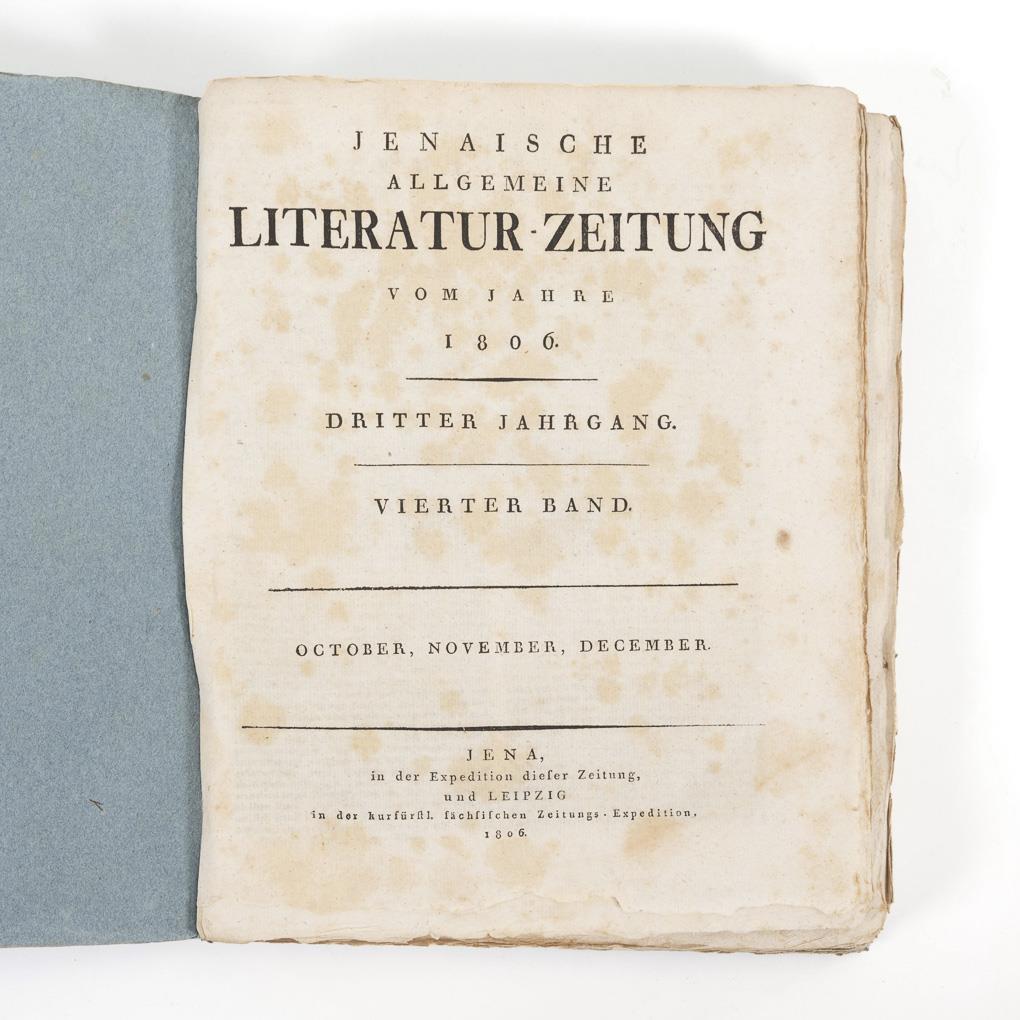 JENAISCHE
ALLGEMEINE
LITERATUR-ZEITUNG
VOM JAHRE
1806.
DRITTER JAHRGANG.
VIERTER BAND.
OCTOBER, NOVEMBER, DECEMBER.
JENA,
in der Expedition dieſer Zeitung,
und LEIPZIG
in der kurfürſtl. ſächſiſchen Zeitungs-Expedition,
1806.